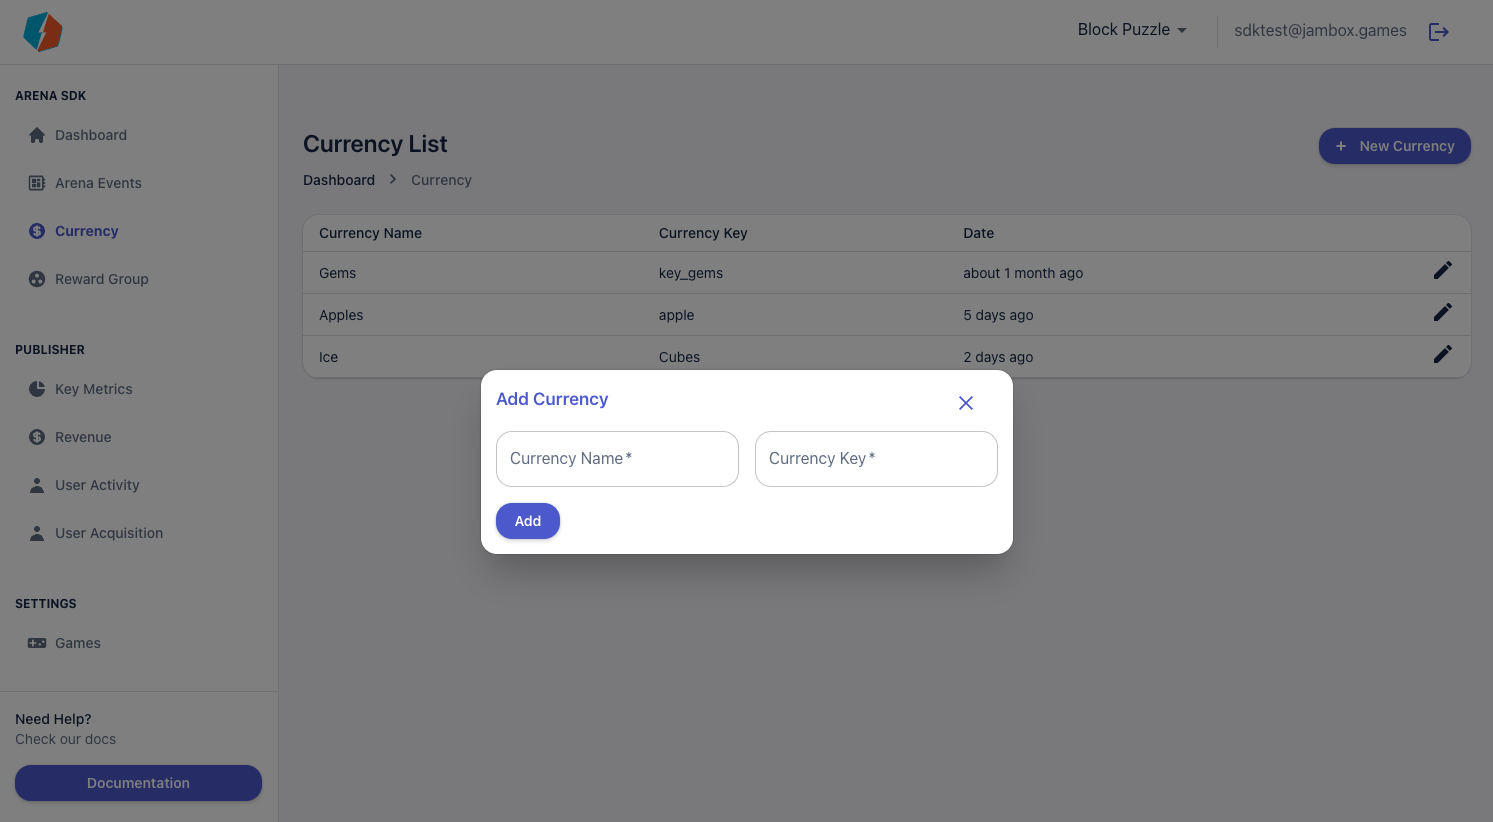 Block Puzzle
sdktest@jambox.games
ARENA SDK
Dashboard
Arena Events
Currency
Reward Group
PUBLISHER
Key Metrics
Revenue
User Activity
User Acquisition
SETTINGS
Games
Need Help?
Check our docs
Documentation
Currency List
+ New Currency
Dashboard > Currency
Currency Name Currency Key Date
Gems key_gems about 1 month ago
Apples apple 5 days ago
Ice Cubes 2 days ago
Add Currency
Currency Name* Currency Key*
Add